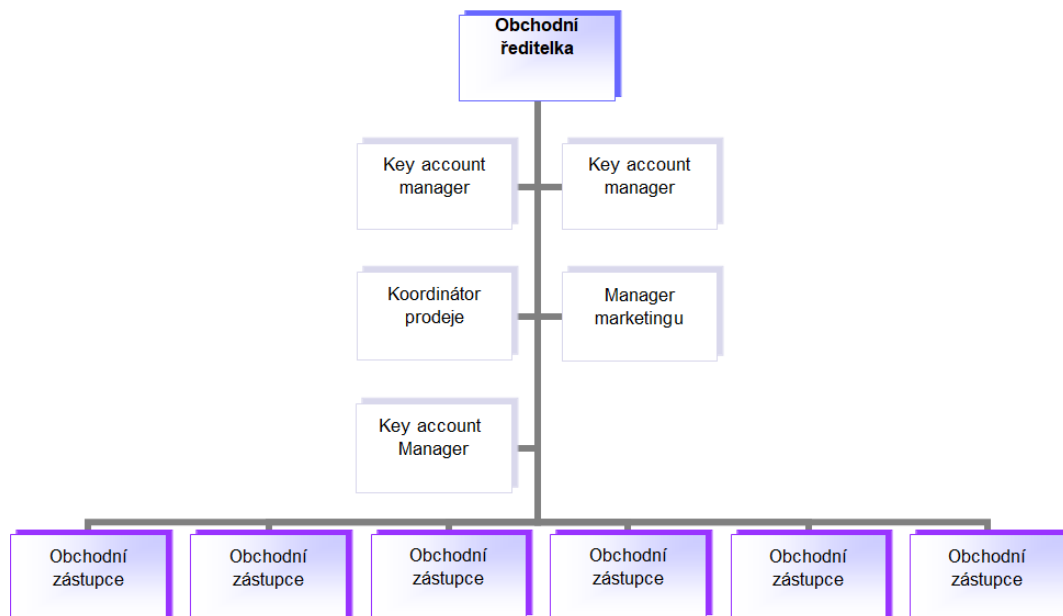 Obchodní
ředitelka
Key account
manager
Key account
manager
Koordinátor
prodeje
Manager
marketingu
Key account
Manager
Obchodní
zástupce
Obchodní
zástupce
Obchodní
zástupce
Obchodní
zástupce
Obchodní
zástupce
Obchodní
zástupce